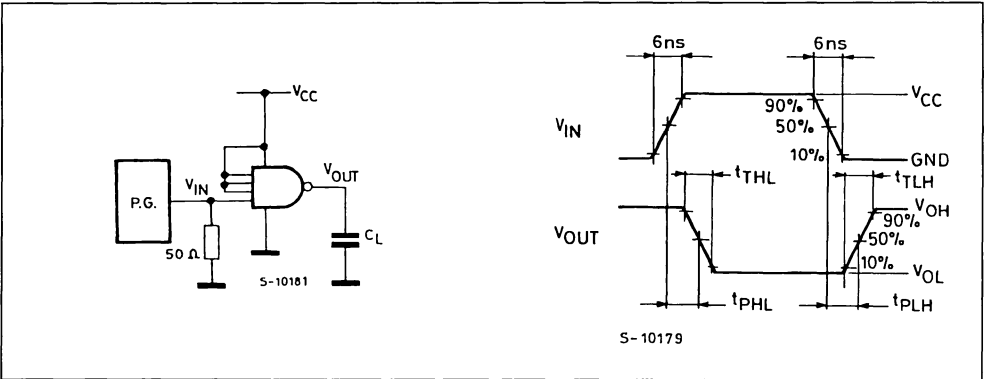 VCC
P.G.
VIN
VOUT
50 Ω
CL
S-10181
6ns
6ns
VIN
90%
50%
10%
VCC
GND
tTHL
tTLH
VOUT
VOH
90%
50%
10%
VOL
tPHL
tPLH
S-10179